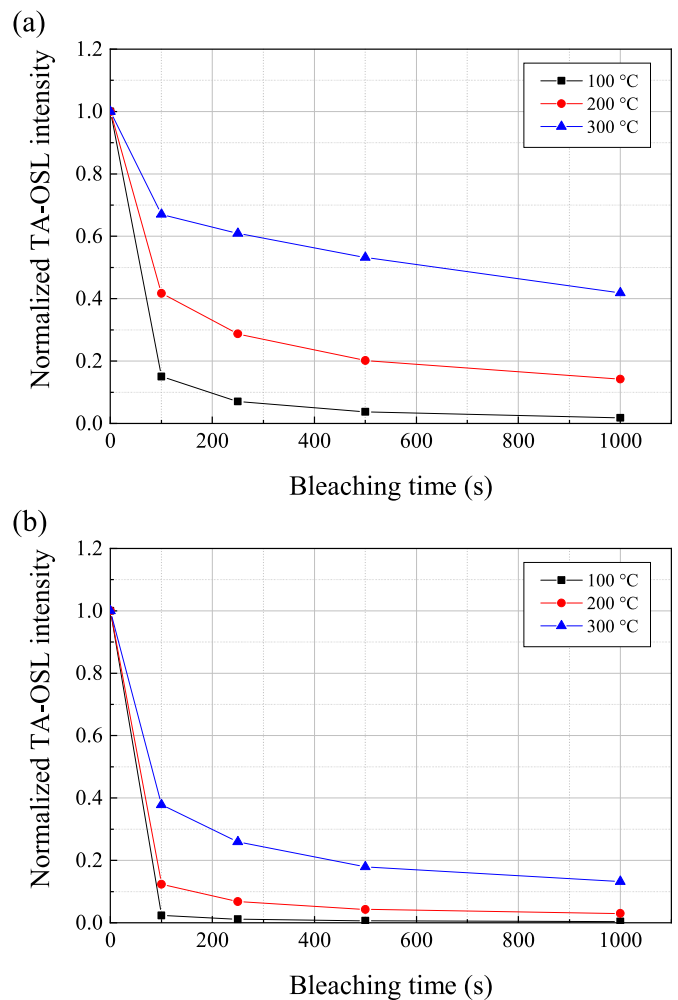 (a)
Normalized TA-OSL intensity
1.2
1.0
0.8
0.6
0.4
0.2
0.0
100 °C
200 °C
300 °C
0 200 400 600 800 1000
Bleaching time (s)
(b)
Normalized TA-OSL intensity
1.2
1.0
0.8
0.6
0.4
0.2
0.0
100 °C
200 °C
300 °C
0 200 400 600 800 1000
Bleaching time (s)